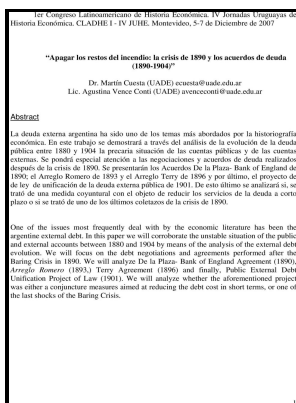 1er Congreso Latinoamericano de Historia Económica. IV Jornadas Uruguayas de
Historia Económica. CLADHE I - IV JUHE. Montevideo, 5-7 de Diciembre de 2007
“Apagar los restos del incendio: la crisis de 1890 y los acuerdos de deuda
(1890-1904)”
Dr. Martín Cuesta (UADE) ecuesta@uade.edu.ar
Lic. Agustina Vence Conti (UADE) avenceconti@uade.edu.ar
Abstract
La deuda externa argentina ha sido uno de los temas más abordados por la historiografía
económica. En este trabajo se demostrará a través del análisis de la evolución de la deuda
pública entre 1880 y 1904 la precaria situación de las cuentas públicas y de las cuentas
externas. Se pondrá especial atención a las negociaciones y acuerdos de deuda realizados
después de la crisis de 1890. Se presentarán los Acuerdos De la Plaza- Bank of England de
1890; el Arreglo Romero de 1893 y el Arreglo Terry de 1896 y por último, el proyecto de
de ley de unificación de la deuda externa pública de 1901. De esto último se analizará si, se
trató de una medida coyuntural con el objeto de reducir los servicios de la deuda a corto
plazo o si se trató de uno de los últimos coletazos de la crisis de 1890.
One of the issues most frequently deal with by the economic literature has been the
argentine external debt. In this paper we will corroborate the unstable situation of the public
and external accounts between 1880 and 1904 by means of the analysis of the external debt
evolution. We will focus on the debt negotiations and agreements performed after the
Baring Crisis in 1890. We will analyze De la Plaza- Bank of England Agreement (1890),
Arreglo Romero (1893,) Terry Agreement (1896) and finally, Public External Debt
Unification Project of Law (1901). We will analyze whether the aforementioned project
was either a conjuncture measure aimed at reducing the debt cost in short terms, or one of
the last shocks of the Baring Crisis.
1